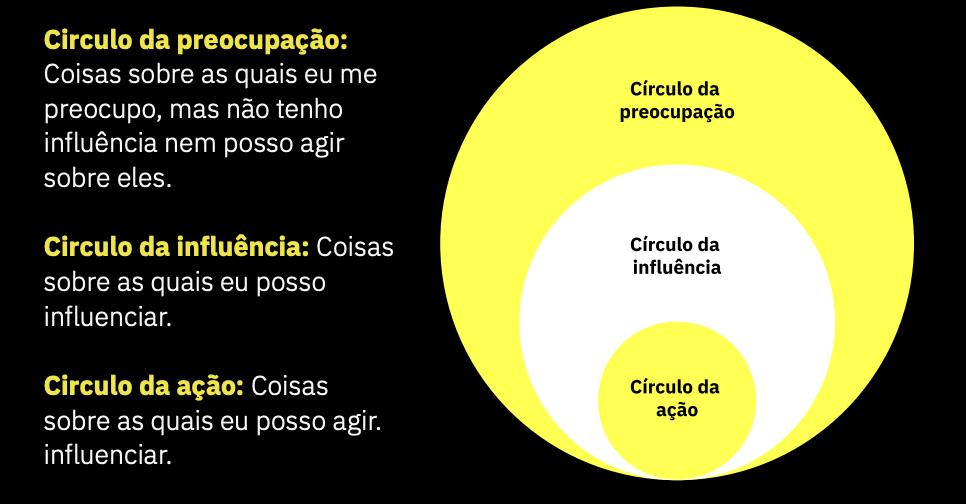 Circulo da preocupação:
Coisas sobre as quais eu me
preocupo, mas não tenho
influência nem posso agir
sobre eles.
Circulo da influência: Coisas
sobre as quais eu posso
influenciar.
Circulo da ação: Coisas
sobre as quais eu posso agir.
influenciar.
Círculo da
preocupação
Círculo da
influência
Círculo da
ação